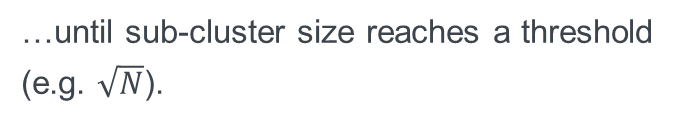 …until sub-cluster size reaches a threshold
(e.g. √N).